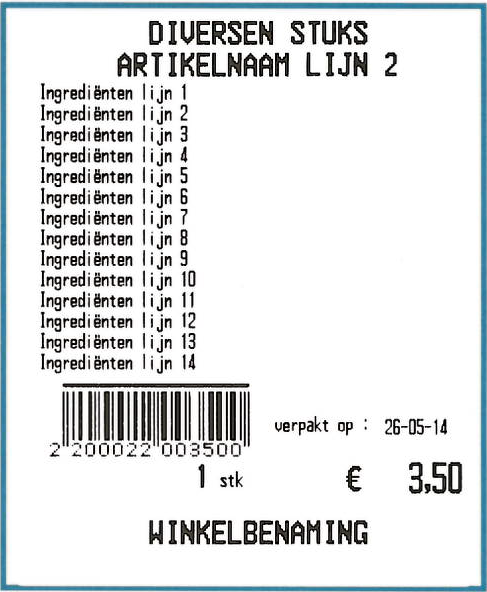 DIVERSEN STUKS
ARTIKELNAAM LIJN 2
Ingrediënten lijn 1
Ingrediënten lijn 2
Ingrediënten lijn 3
Ingrediënten lijn 4
Ingrediënten lijn 5
Ingrediënten lijn 6
Ingrediënten lijn 7
Ingrediënten lijn 8
Ingrediënten lijn 9
Ingrediënten lijn 10
Ingrediënten lijn 11
Ingrediënten lijn 12
Ingrediënten lijn 13
Ingrediënten lijn 14
verpakt op : 26-05-14
2 200022 003500
1 stk € 3,50
WINKELBENAMING